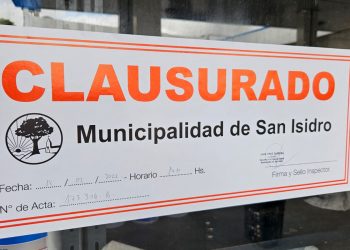 CLAUSURADO
Municipalidad de San Isidro
Fecha: / / - Horario Hs.
Firma y Sello Inspector
N° de Acta: